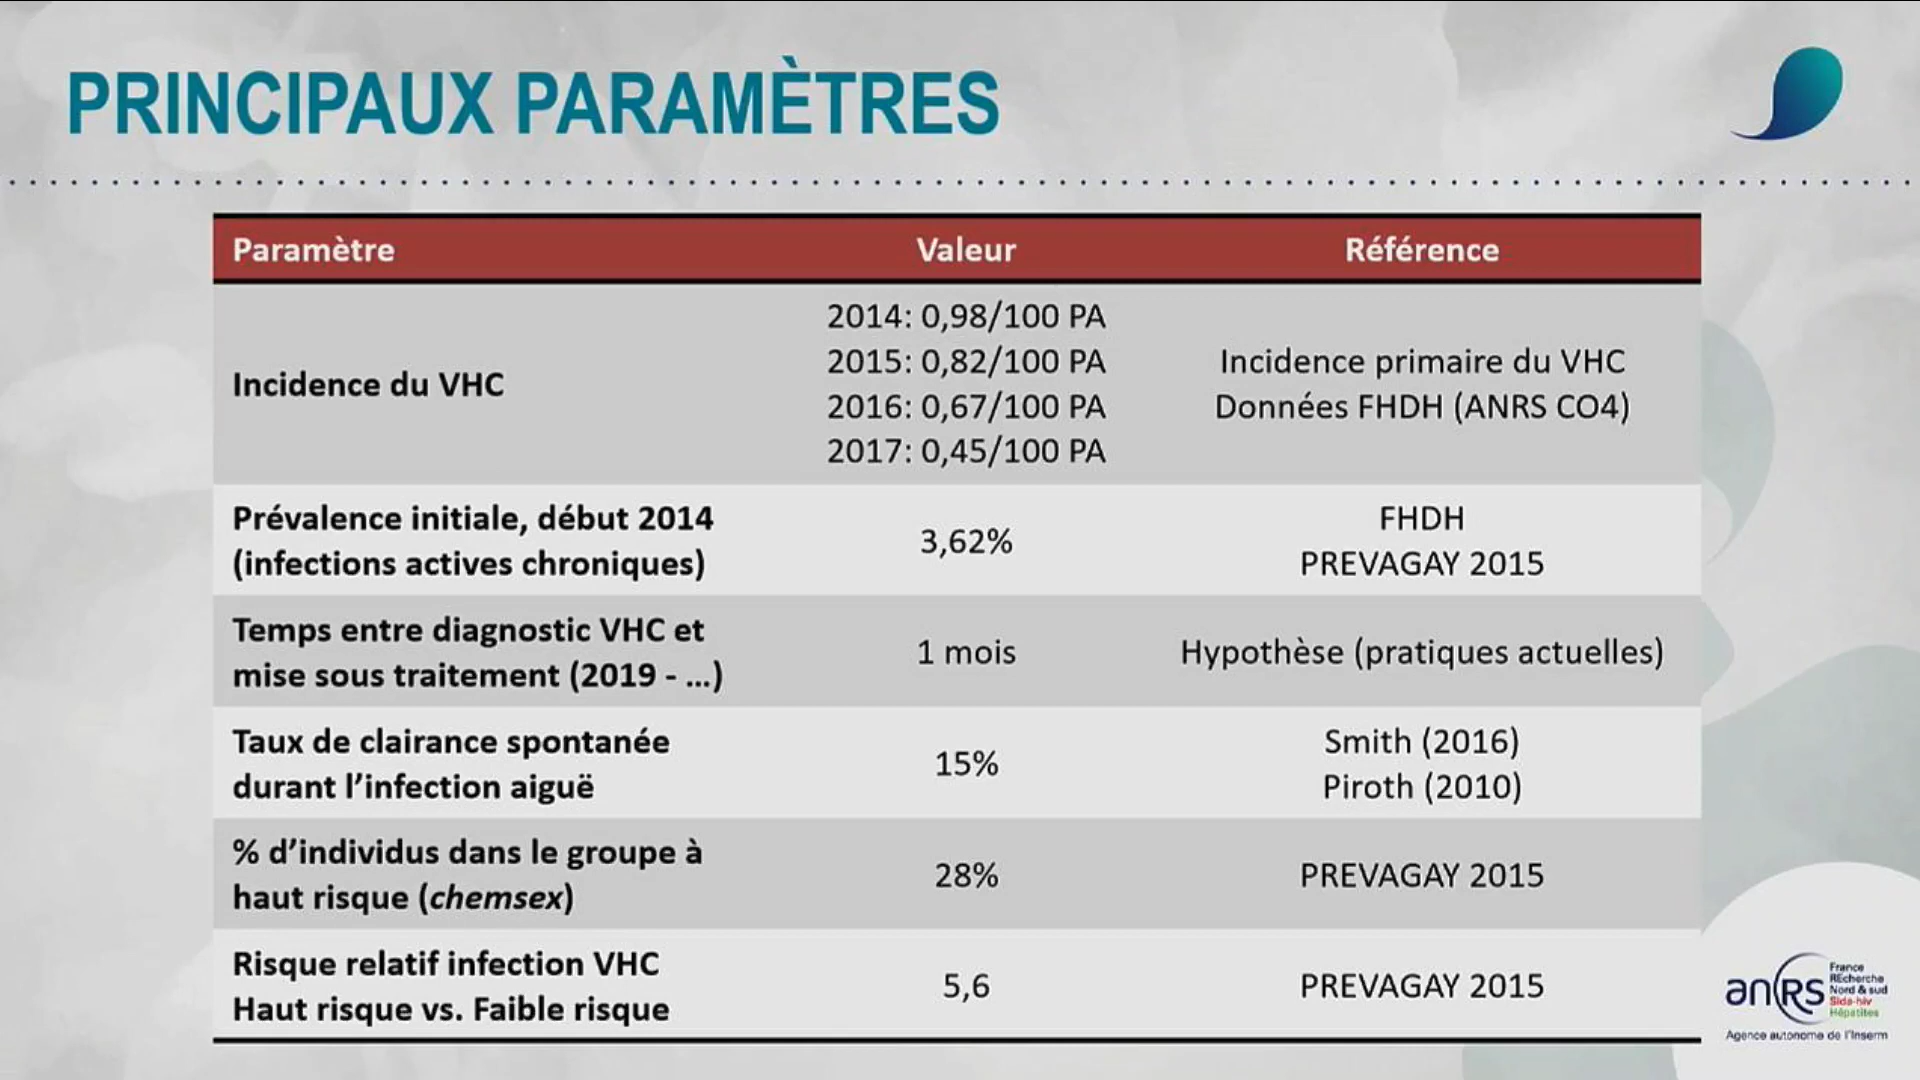 PRINCIPAUX PARAMÈTRES
Paramètre Valeur Référence
Incidence du VHC
2014: 0,98/100 PA
2015: 0,82/100 PA
2016: 0,67/100 PA
2017: 0,45/100 PA
Incidence primaire du VHC
Données FHDH (ANRS CO4)
Prévalence initiale, début 2014
(infections actives chroniques)
3,62%
FHDH
PREVAGAY 2015
Temps entre diagnostic VHC et
mise sous traitement (2019 - ...)
1 mois
Hypothèse (pratiques actuelles)
Taux de clairance spontanée
durant l’infection aiguë
15%
Smith (2016)
Piroth (2010)
% d’individus dans le groupe à
haut risque (chemsex)
28%
PREVAGAY 2015
Risque relatif infection VHC
Haut risque vs. Faible risque
5,6
PREVAGAY 2015
anRS
France
REcherche
Nord & sud
Sida-hiv
Hépatites
Agence autonome de l’Inserm